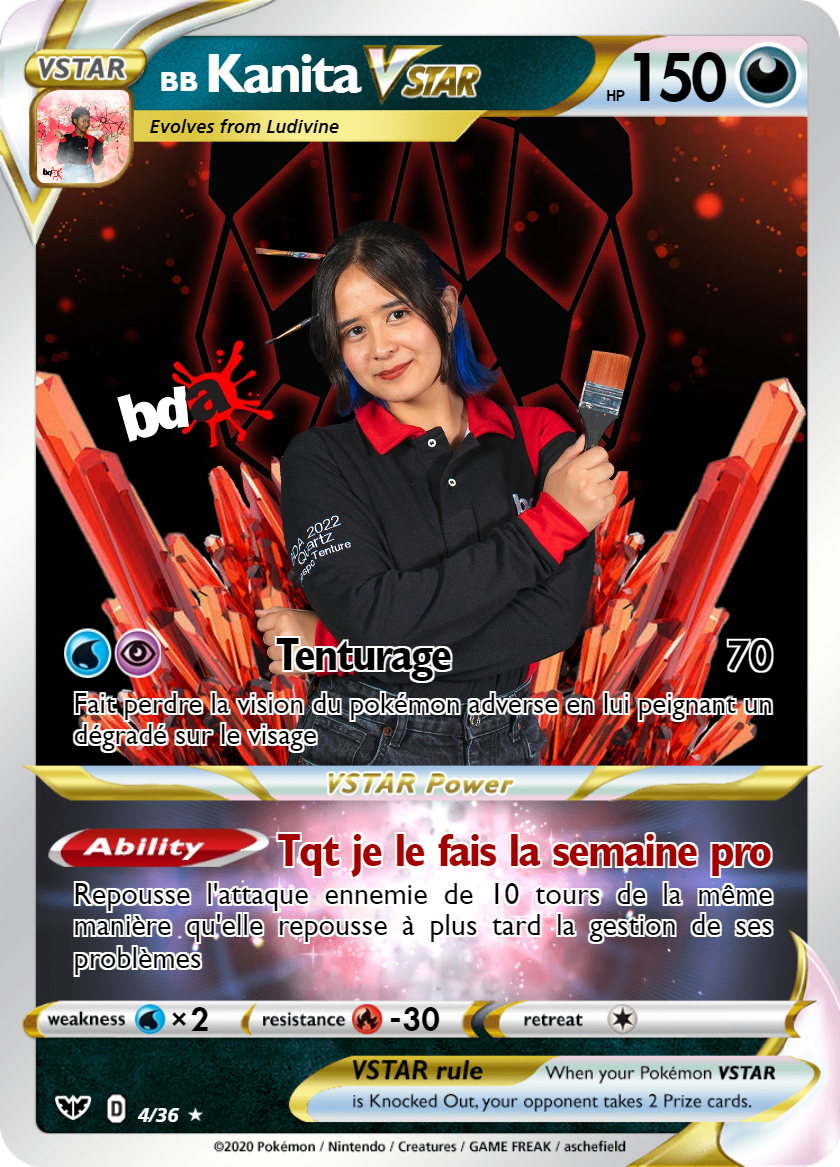 VSTAR
BB Kanita VSTAR
HP 150
Evolves from Ludivine
bda
bda
2022
Quartz
Tenture
Tenturage 70
Fait perdre la vision du pokémon adverse en lui peignant un
dégradé sur le visage
VSTAR Power
Ability Tqt je le fais la semaine pro
Repousse l'attaque ennemie de 10 tours de la même
manière qu'elle repousse à plus tard la gestion de ses
problèmes
weakness ×2 resistance -30 retreat
VSTAR rule When your Pokémon VSTAR
is Knocked Out, your opponent takes 2 Prize cards.
D 4/36 ★
©2020 Pokémon / Nintendo / Creatures / GAME FREAK / aschefield